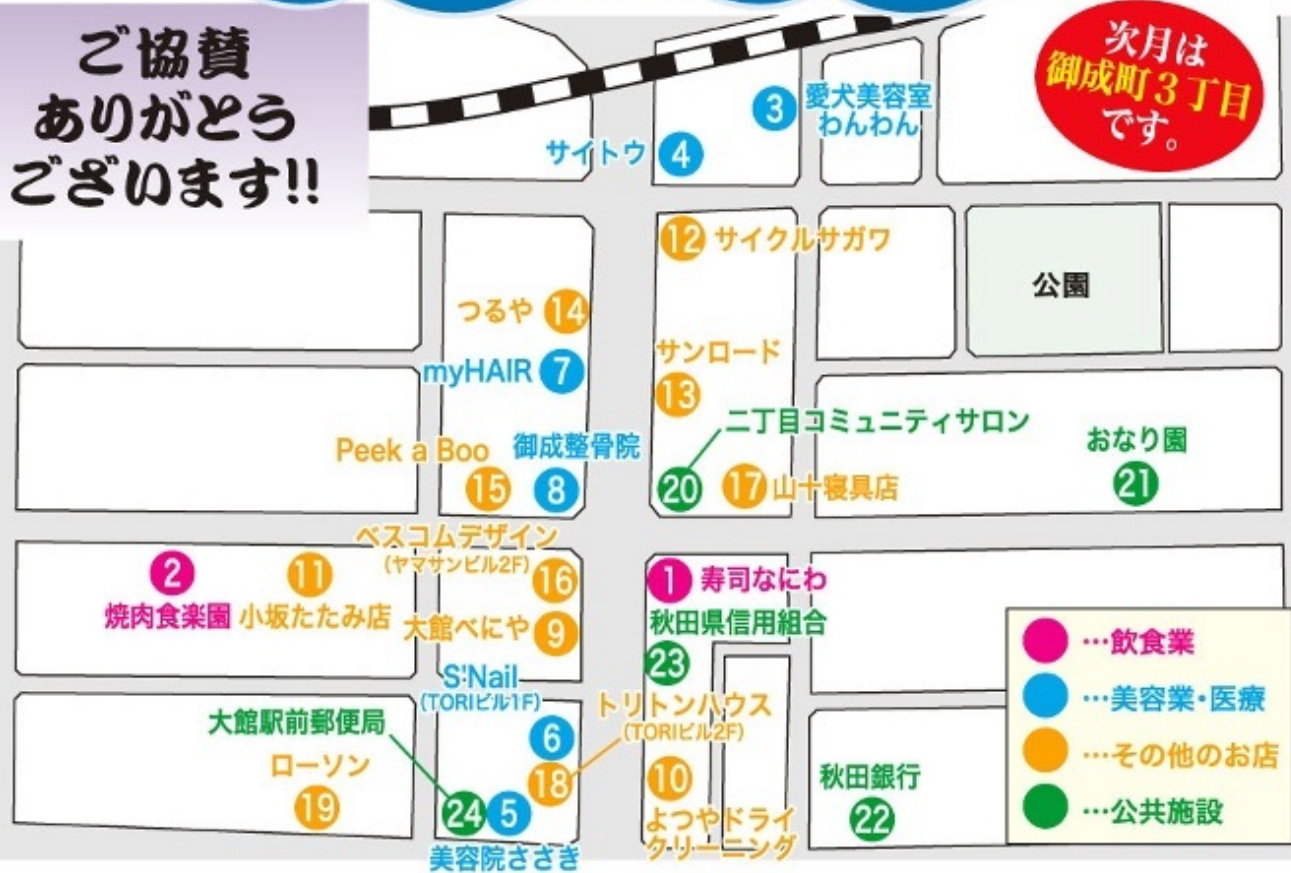 ご協賛
ありがとう
ございます!!
次月は
御成町3丁目
です。
3 愛犬美容室
わんわん
サイトウ 4
12 サイクルサガワ
公園
つるや 14
サンロード
13
myHAIR 7
二丁目コミュニティサロン
20
おなり園
21
Peek a Boo
15
御成整骨院
8
17 山十寝具店
ベスコムデザイン
(ヤマサンビル2F) 16
2
焼肉食楽園
11
小坂たたみ店
大館べにや 9
1 寿司なにわ
秋田県信用組合
23
S'Nail
(TORIビル1F)
6
トリトンハウス
(TORIビル2F)
18
大館駅前郵便局
24
ローソン
19
5
美容院ささき
10
よつやドライ
クリーニング
秋田銀行
22
…飲食業
…美容業・医療
…その他のお店
…公共施設